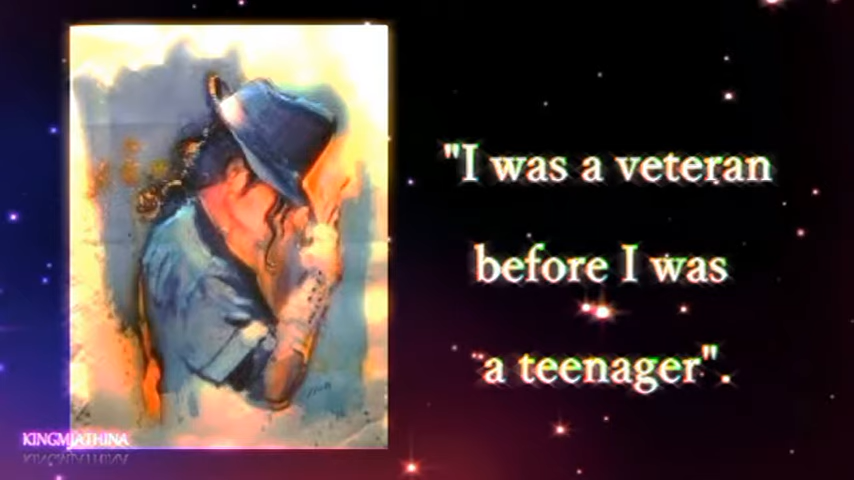 "I was a veteran
before I was
a teenager".
KINGMJATHINA